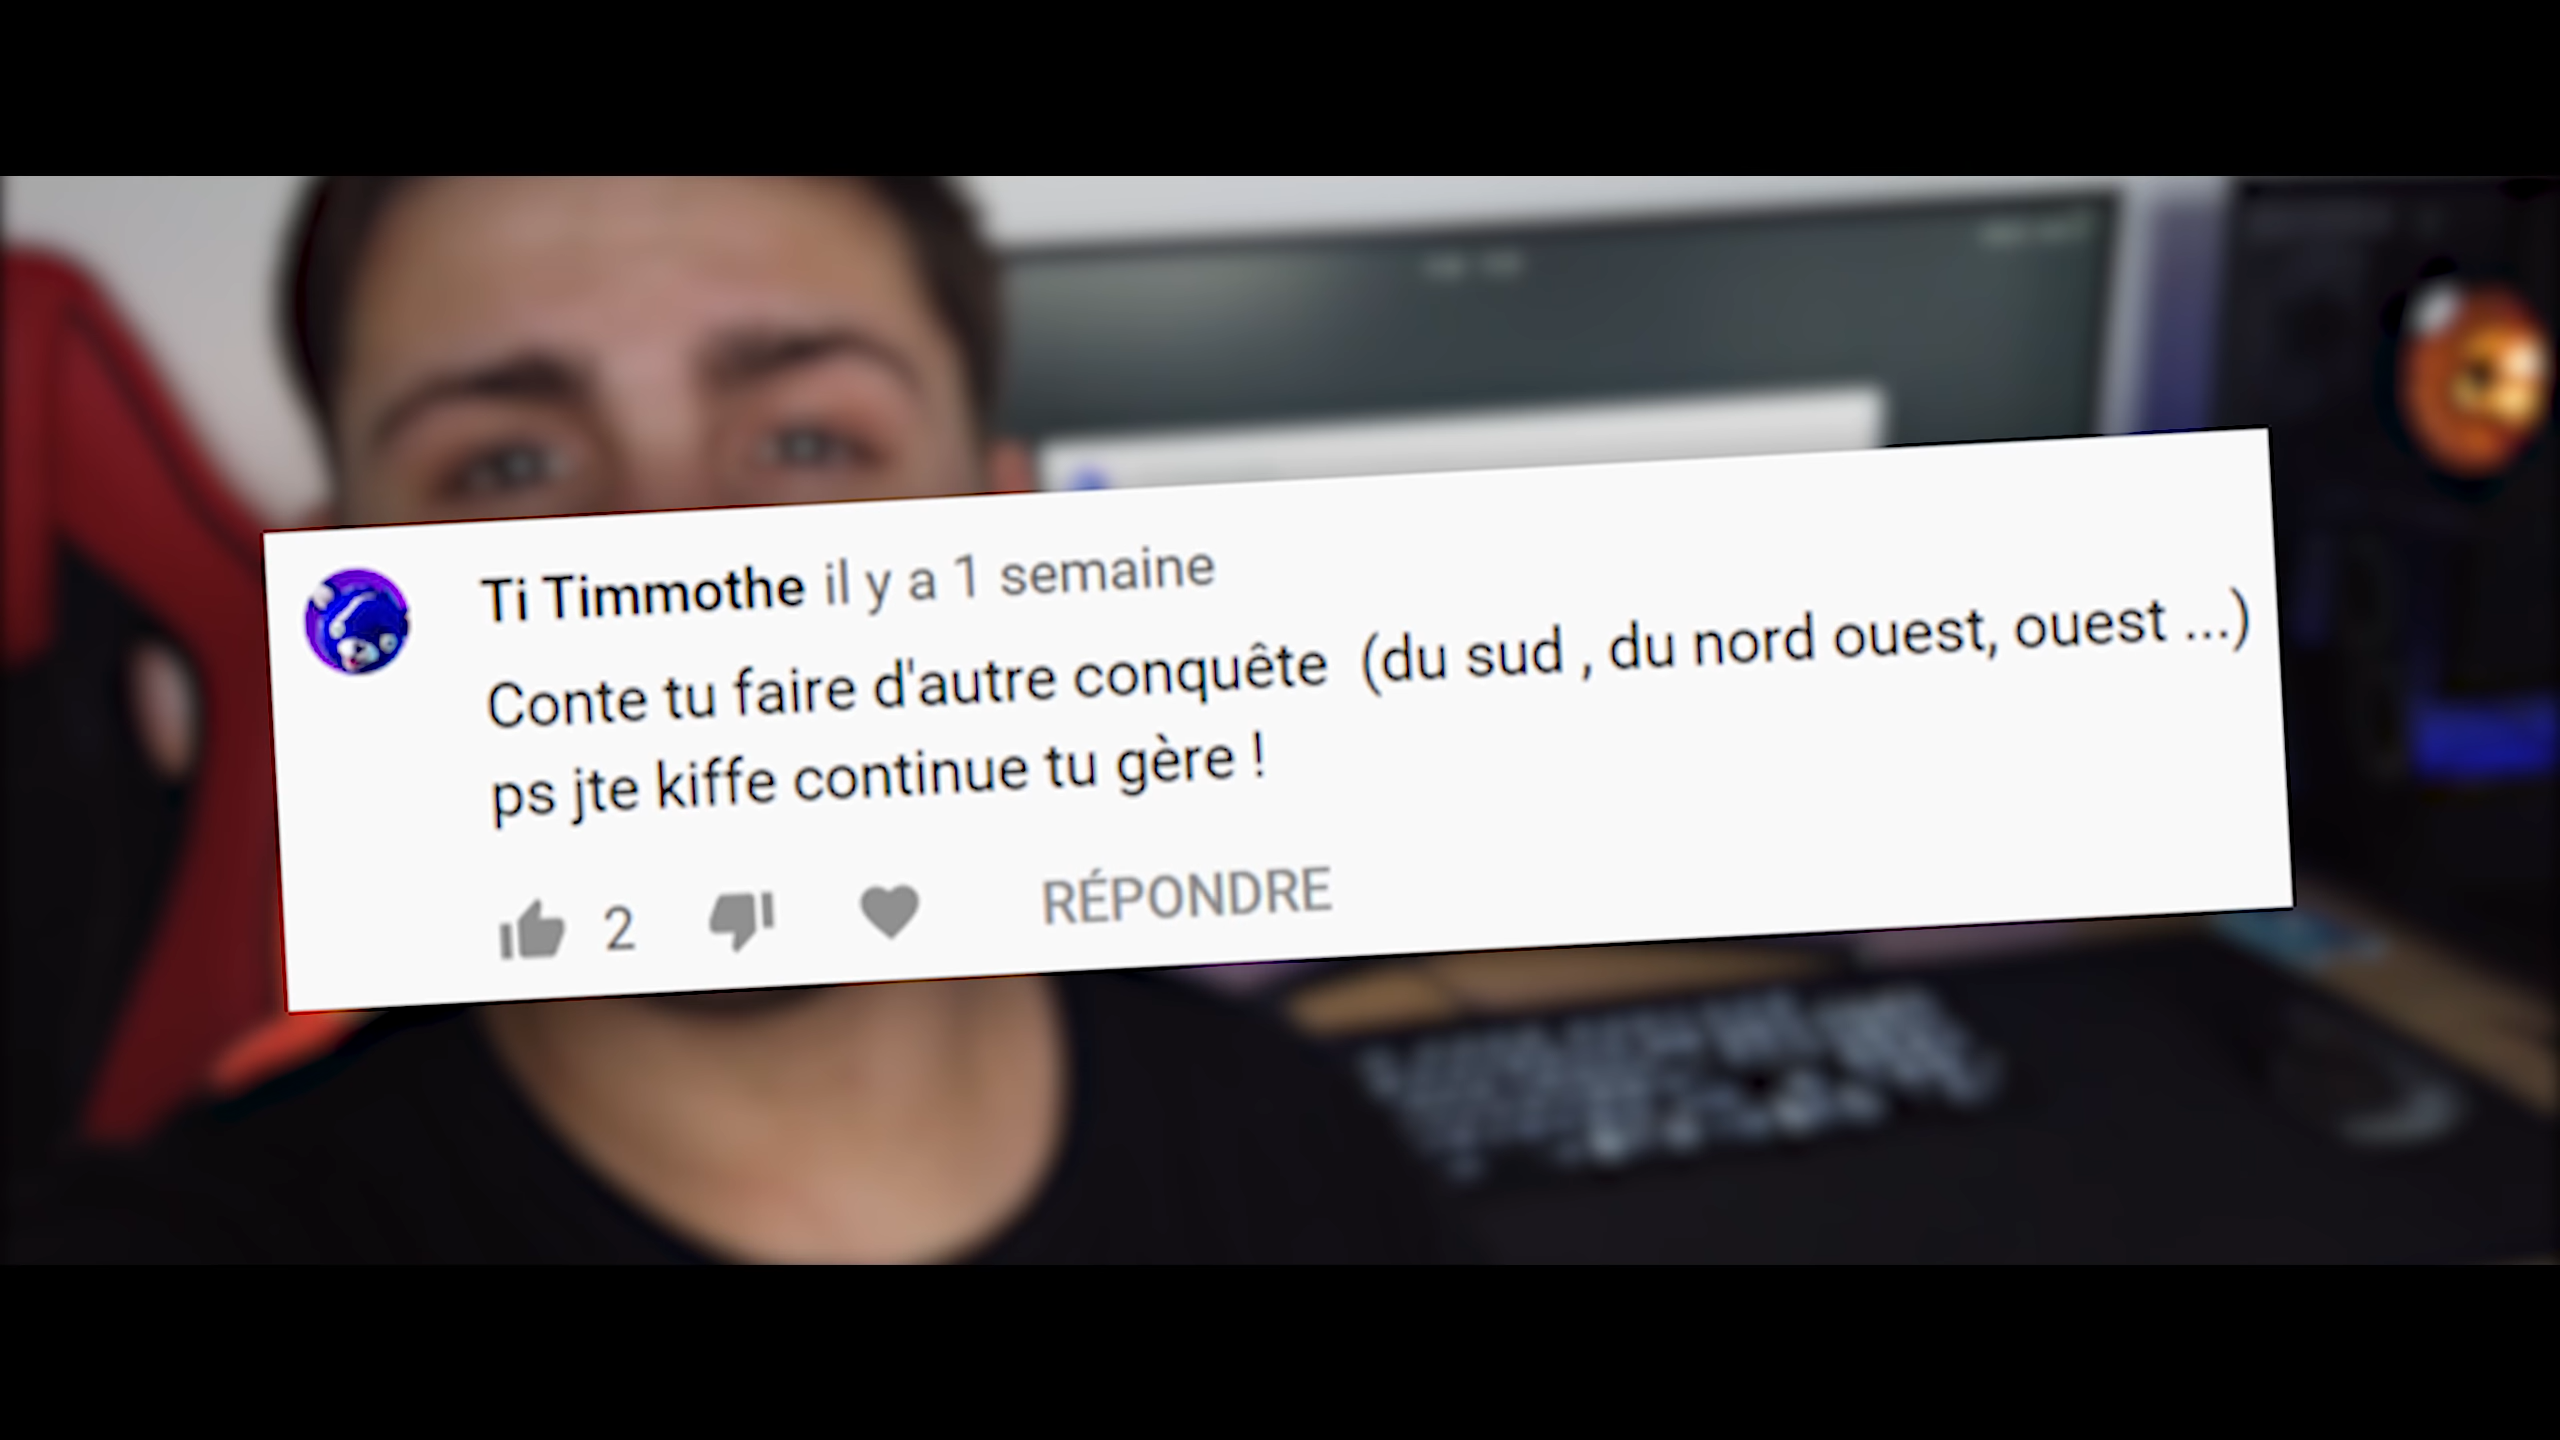 Ti Timmothe il y a 1 semaine
Conte tu faire d'autre conquête (du sud , du nord ouest, ouest ...)
ps jte kiffe continue tu gère !
2 RÉPONDRE